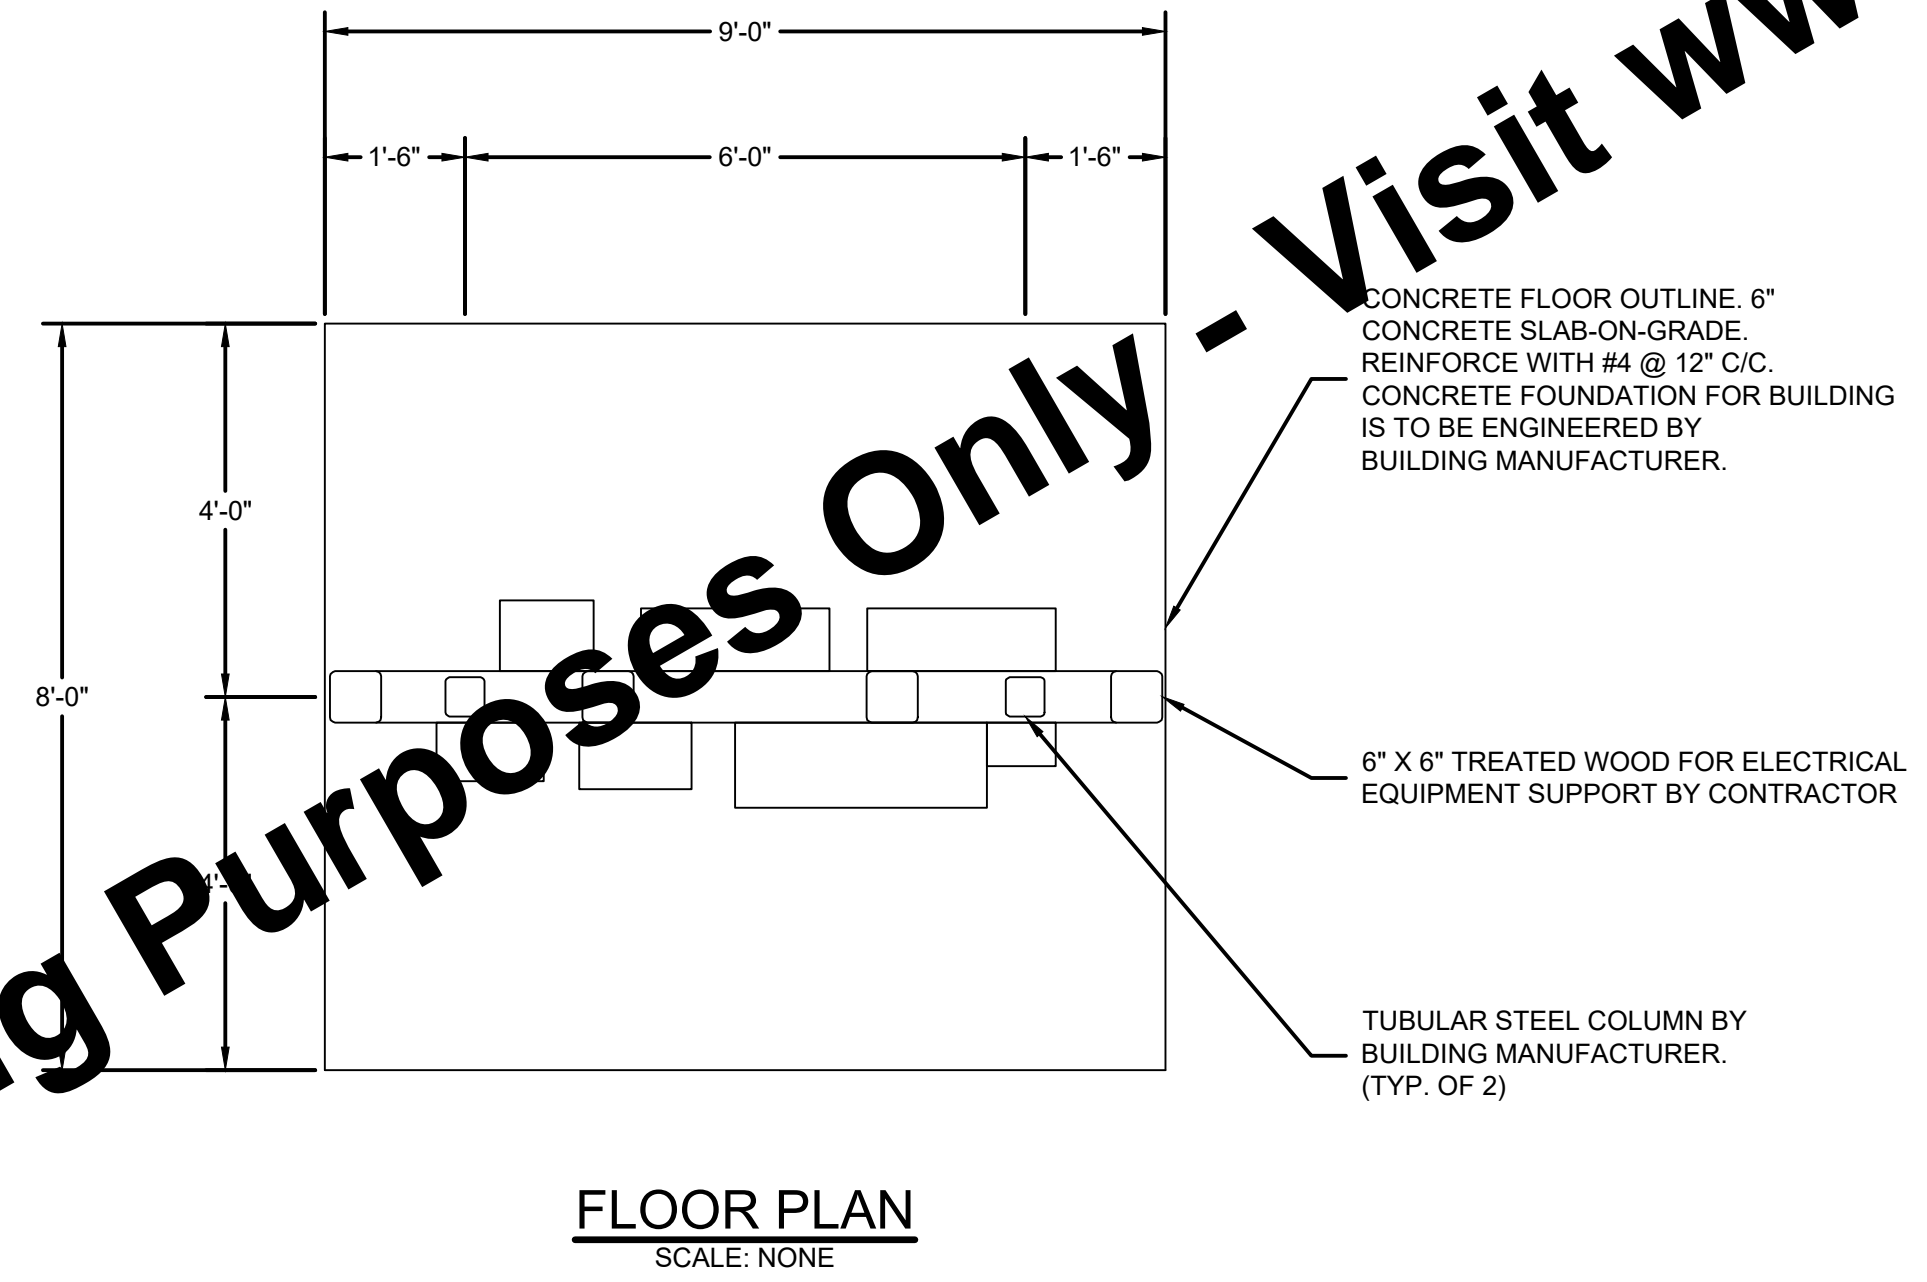 9'-0"
1'-6" 6'-0" 1'-6"
CONCRETE FLOOR OUTLINE. 6"
CONCRETE SLAB-ON-GRADE.
REINFORCE WITH #4 @ 12" C/C.
CONCRETE FOUNDATION FOR BUILDING
IS TO BE ENGINEERED BY
BUILDING MANUFACTURER.
4'-0"
8'-0"
6" X 6" TREATED WOOD FOR ELECTRICAL
EQUIPMENT SUPPORT BY CONTRACTOR
TUBULAR STEEL COLUMN BY
BUILDING MANUFACTURER.
(TYP. OF 2)
FLOOR PLAN
SCALE: NONE
Purposes Only - Visit